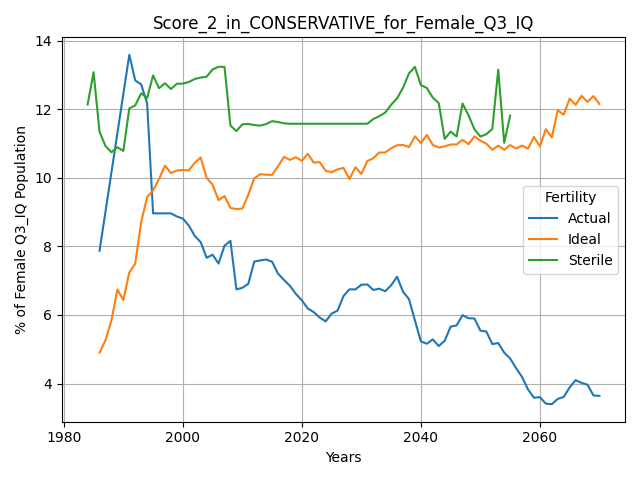 Score_2_in_CONSERVATIVE_for_Female_Q3_IQ
% of Female Q3_IQ Population
14
12
10
8
6
4
Fertility
Actual
Ideal
Sterile
1980
2000
2020
2040
2060
Years